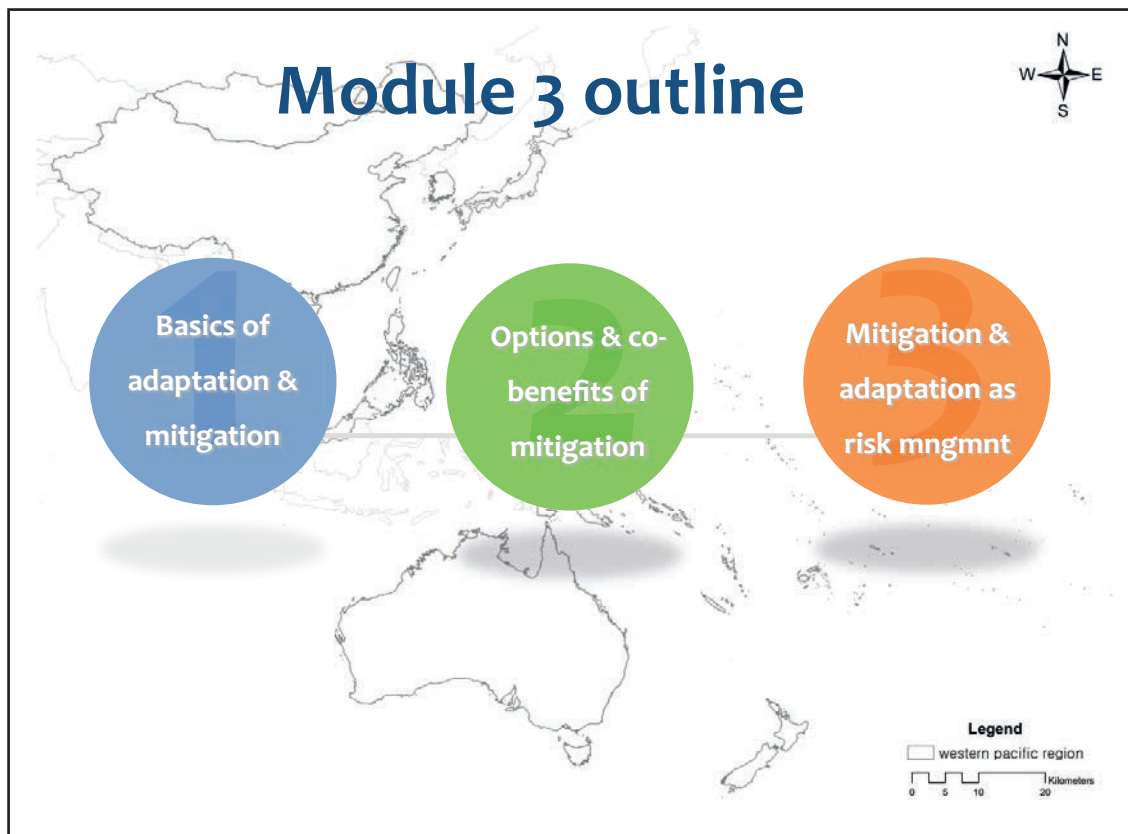 Module 3 outline
N
W E
S
1
Basics of
adaptation &
mitigation
2
Options & co-
benefits of
mitigation
3
Mitigation &
adaptation as
risk mngmnt
Legend
western pacific region
Kilometers
0 5 10 20